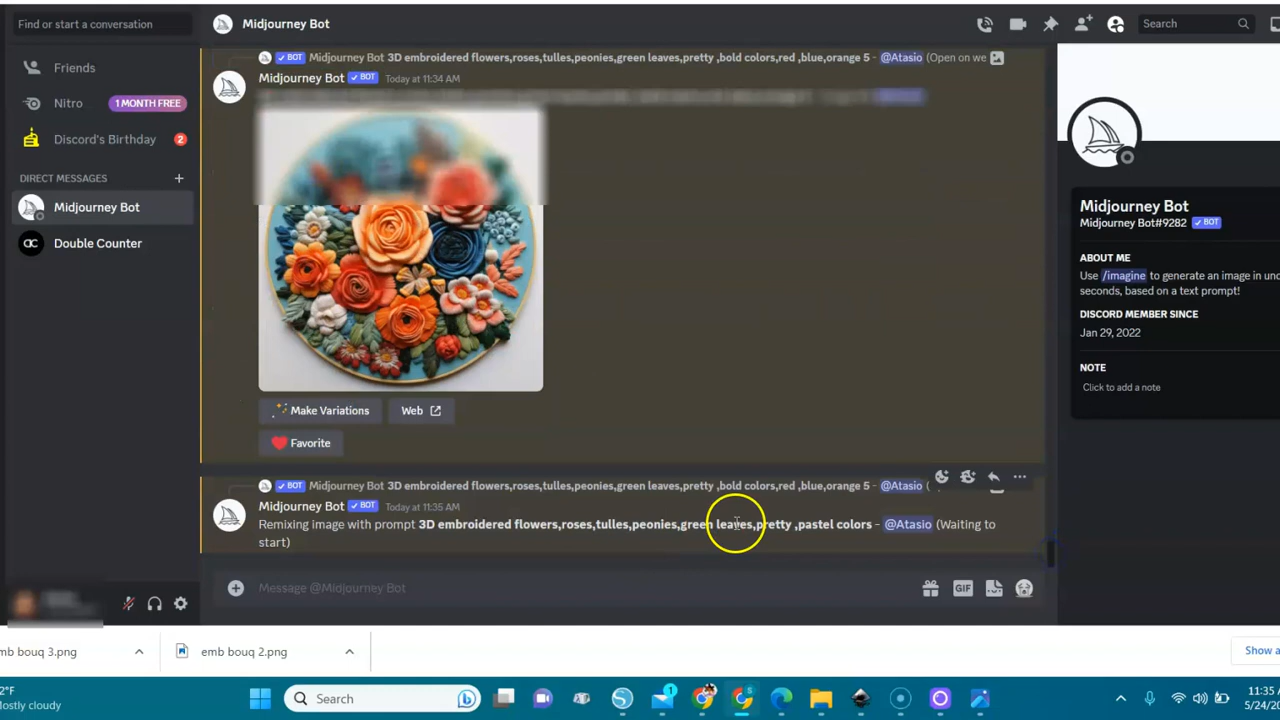 Find or start a conversation
Midjourney Bot
Search
Friends
Nitro
1 MONTH FREE
Discord's Birthday
2
DIRECT MESSAGES
Midjourney Bot
Double Counter
BOT Midjourney Bot 3D embroidered flowers,roses,tulles,peonies,green leaves,pretty ,bold colors,red ,blue,orange 5 - @Atasio (Open on we
Midjourney Bot BOT Today at 11:34 AM
Make Variations
Web
Favorite
BOT Midjourney Bot 3D embroidered flowers,roses,tulles,peonies,green leaves,pretty ,bold colors,red ,blue,orange 5 - @Atasio
Midjourney Bot BOT Today at 11:35 AM
Remixing image with prompt 3D embroidered flowers,roses,tulles,peonies,green leaves,pretty ,pastel colors - @Atasio (Waiting to
start)
Message @Midjourney Bot
GIF
Midjourney Bot
Midjourney Bot#9282 BOT
ABOUT ME
Use /imagine to generate an image in und
seconds, based on a text prompt!
DISCORD MEMBER SINCE
Jan 29, 2022
NOTE
Click to add a note
mb bouq 3.png
emb bouq 2.png
Show a
2°F
Mostly cloudy
Search
1
11:35
5/24/20